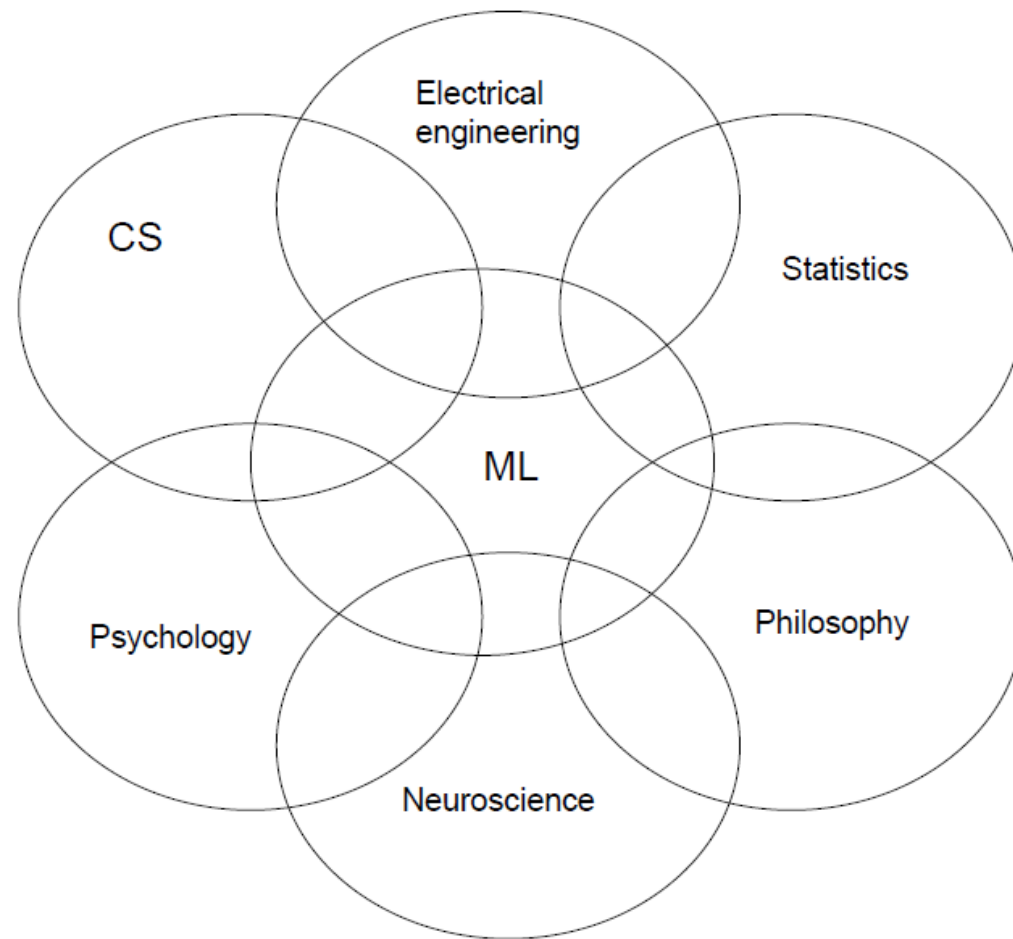 Electrical
engineering
CS
Statistics
ML
Psychology
Philosophy
Neuroscience